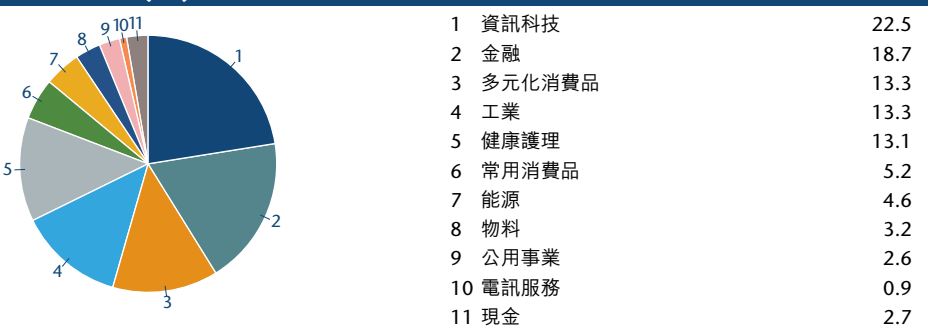 1 資訊科技 22.5
2 金融 18.7
3 多元化消費品 13.3
4 工業 13.3
5 健康護理 13.1
6 常用消費品 5.2
7 能源 4.6
8 物料 3.2
9 公用事業 2.6
10 電訊服務 0.9
11 現金 2.7
1
2
3
4
5
6
7
8
9
10
11